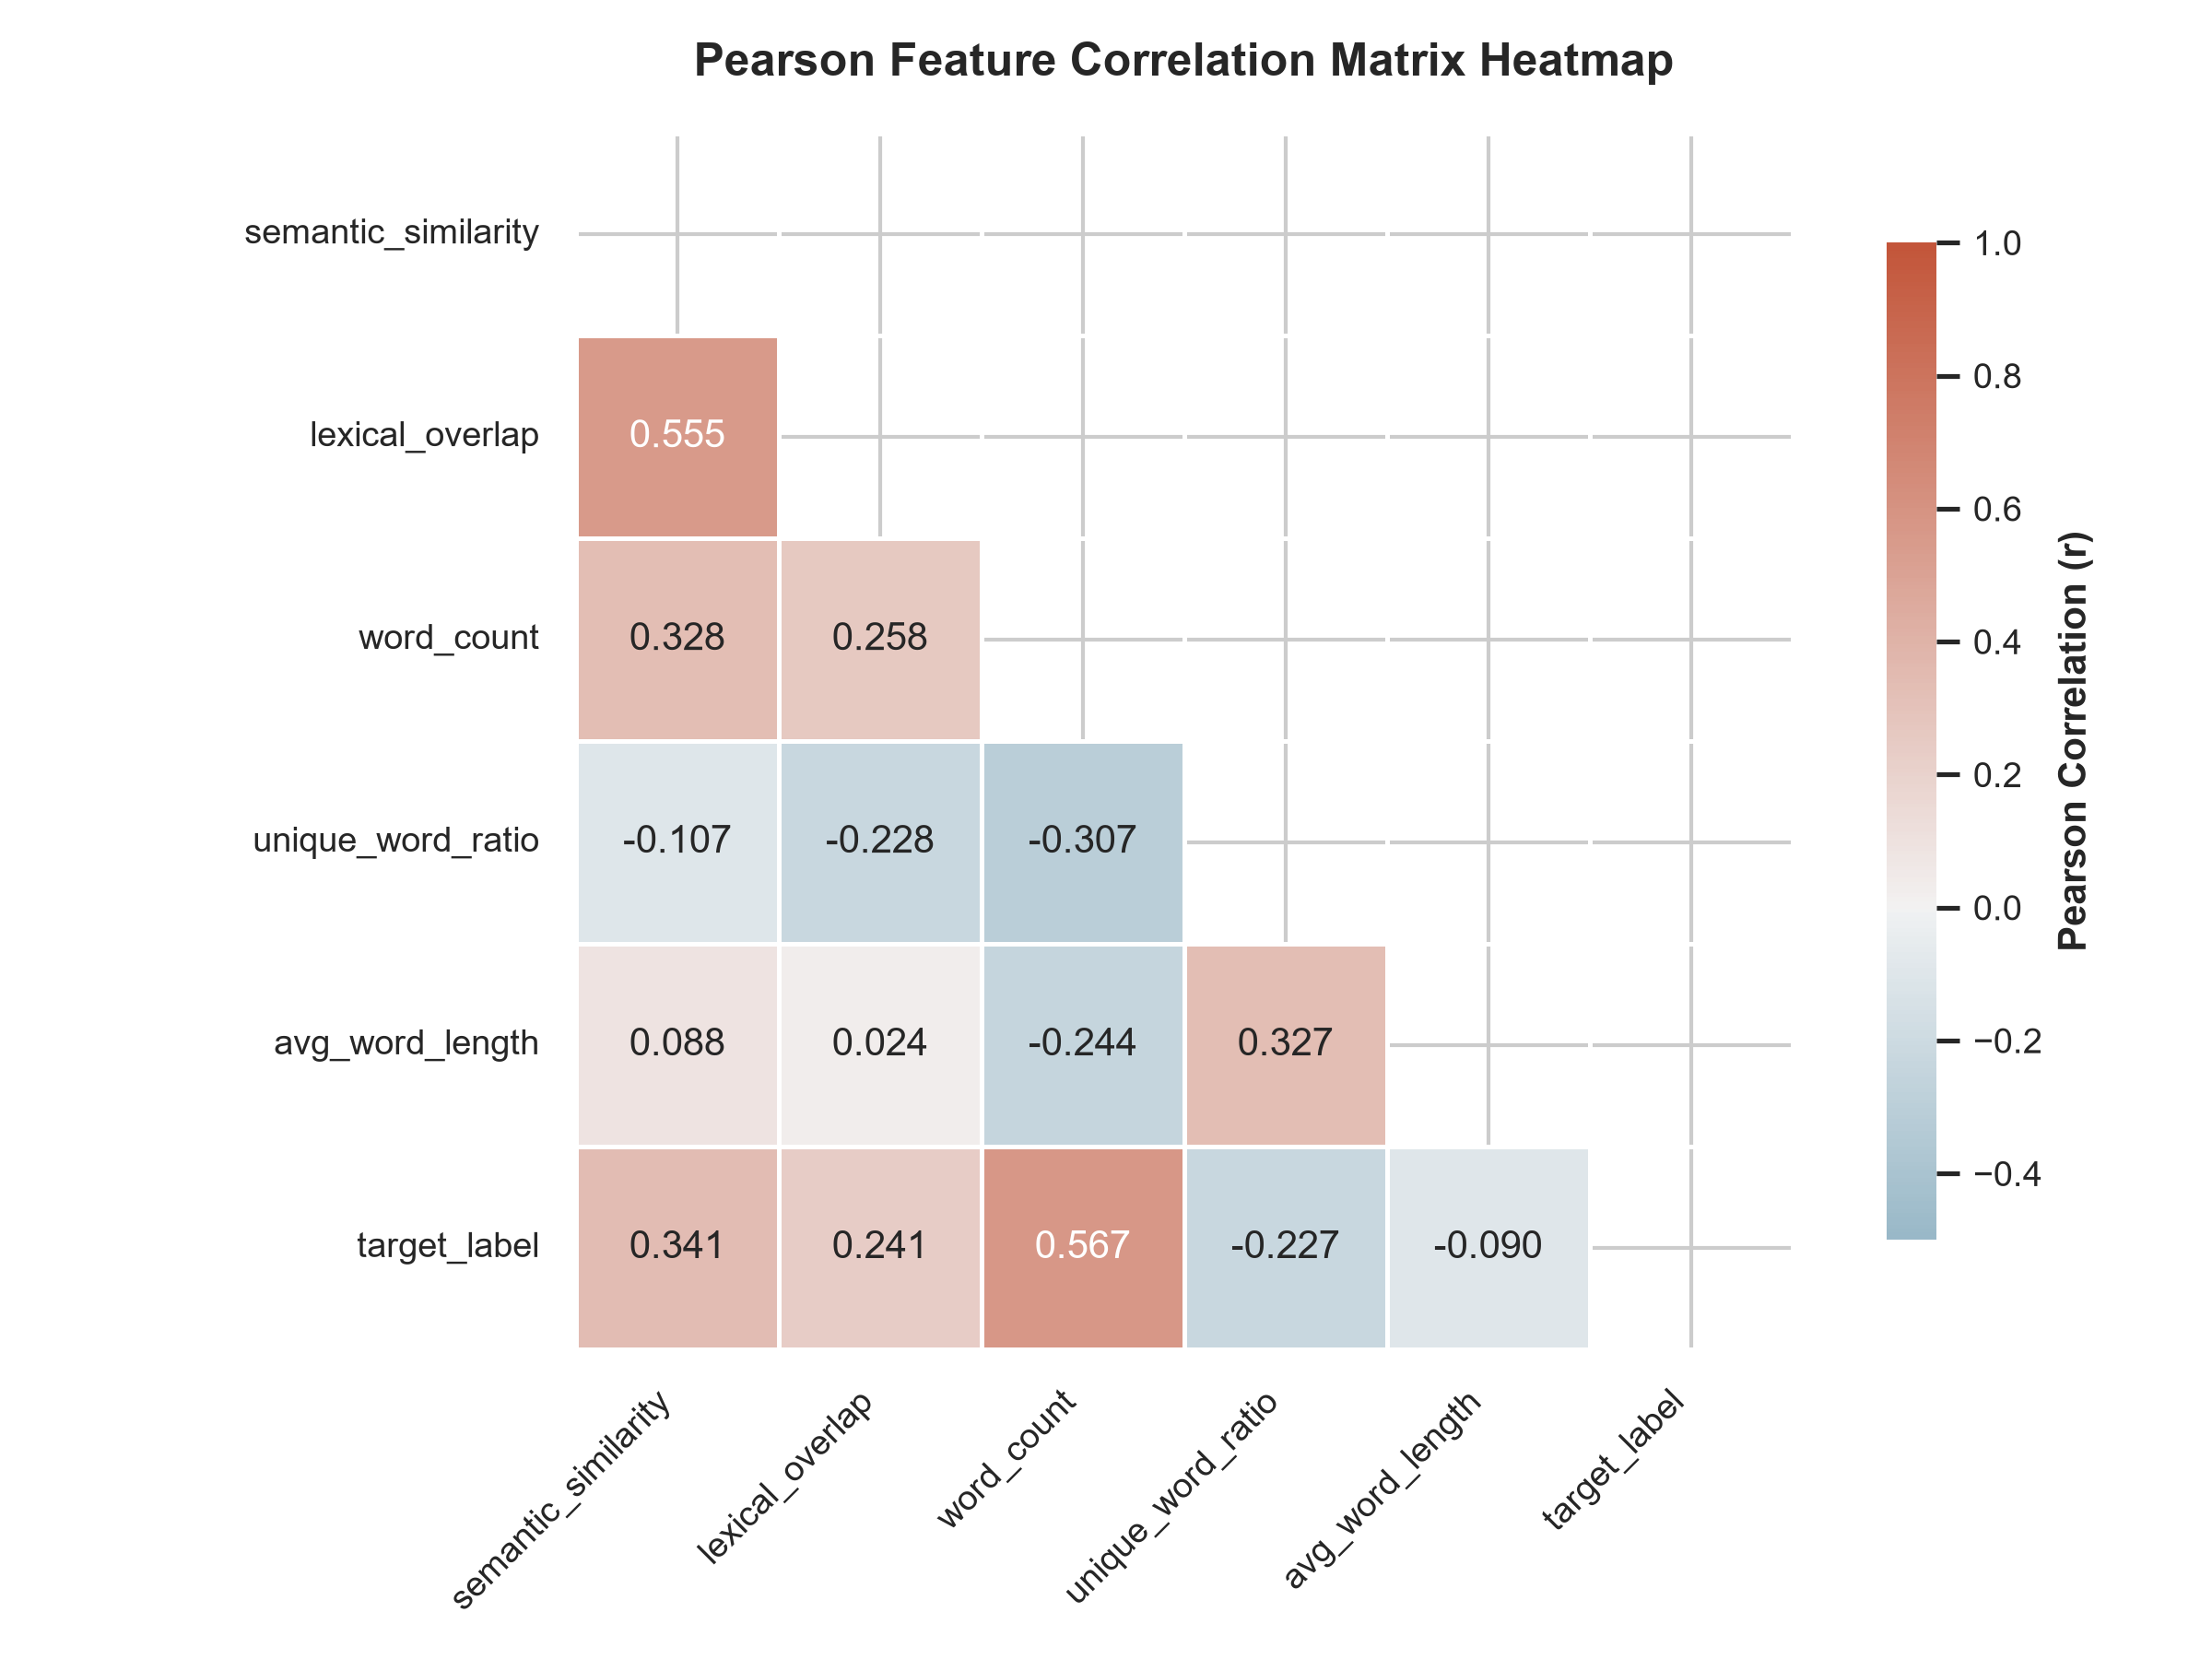 Pearson Feature Correlation Matrix Heatmap
semantic_similarity
lexical_overlap
0.555
word_count
0.328 0.258
unique_word_ratio
-0.107 -0.228 -0.307
avg_word_length
0.088 0.024 -0.244 0.327
target_label
0.341 0.241 0.567 -0.227 -0.090
semantic_similarity
lexical_overlap
word_count
unique_word_ratio
avg_word_length
target_label
1.0
0.8
0.6
0.4
0.2
0.0
−0.2
−0.4
Pearson Correlation (r)